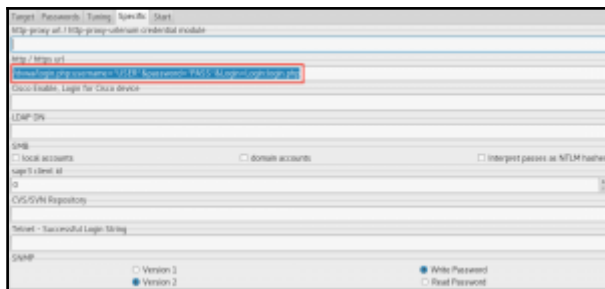 Target Passwords Tuning Specific Start
http-proxy url / http-proxy-urlenum credential module
http / https url
/dvwa/login.php:username=^USER^&password=^PASS^&Login=Login:login.php
Cisco Enable, Login for Cisco device
LDAP DN
SMB
local accounts domain accounts Interpret passes as NTLM hashes
sapr3 client id
0
CVS/SVN Repository
Telnet - Successful Login String
SNMP
Version 1 Write Password
Version 2 Read Password